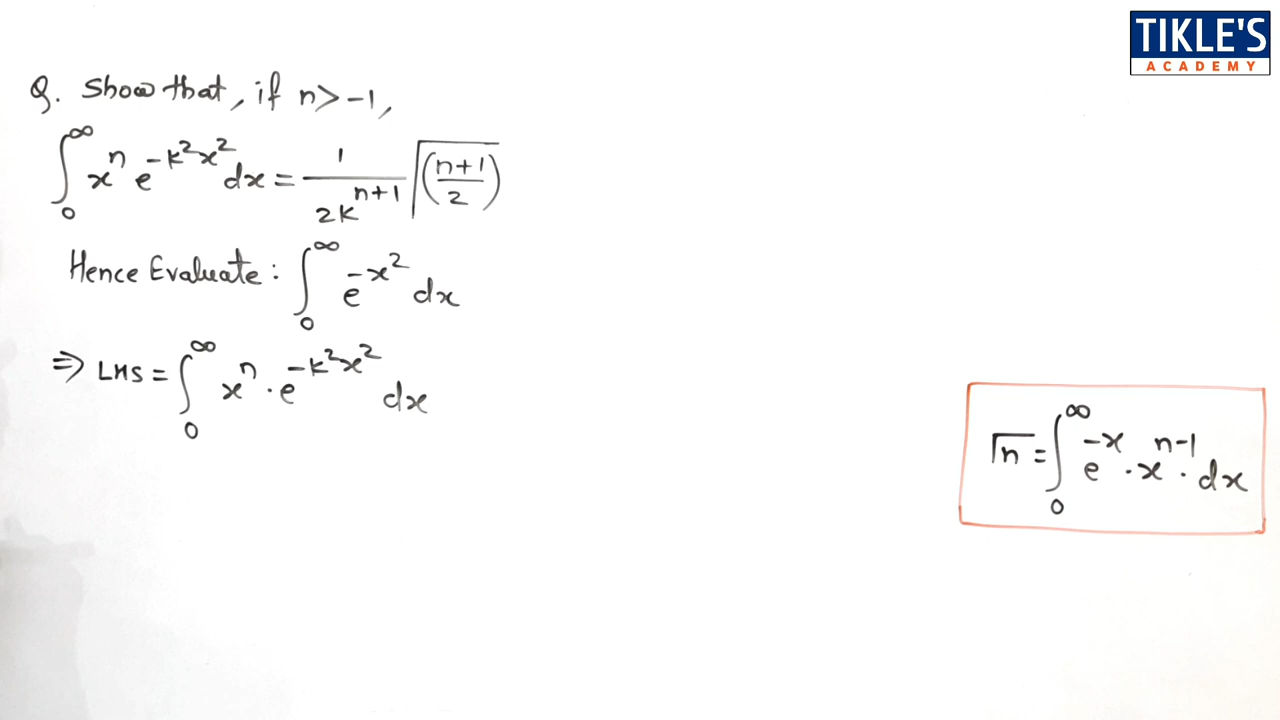 TIKLE'S
ACADEMY
Q. Show that, if n > -1,
∫₀^∞ xⁿ e^(-k²x²) dx = 1/(2k^(n+1)) Γ((n+1)/2)
Hence Evaluate: ∫₀^∞ e^(-x²) dx
⇒ LHS = ∫₀^∞ xⁿ · e^(-k²x²) dx
Γn = ∫₀^∞ e^(-x) · x^(n-1) · dx